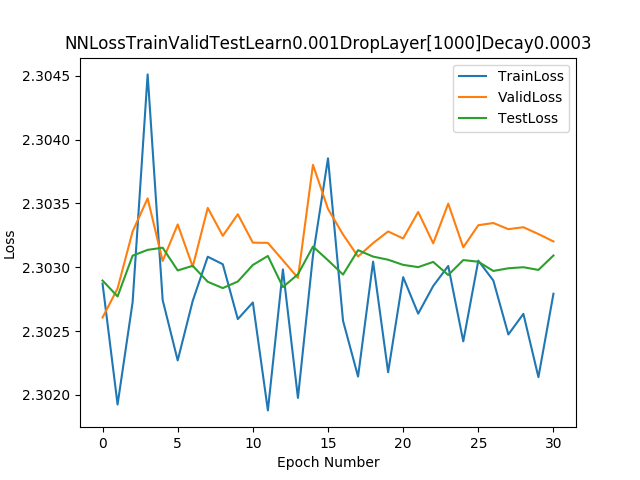 NNLossTrainValidTestLearn0.001DropLayer[1000]Decay0.0003
TrainLoss
ValidLoss
TestLoss
2.3045
2.3040
2.3035
2.3030
2.3025
2.3020
Loss
0
5
10
15
20
25
30
Epoch Number